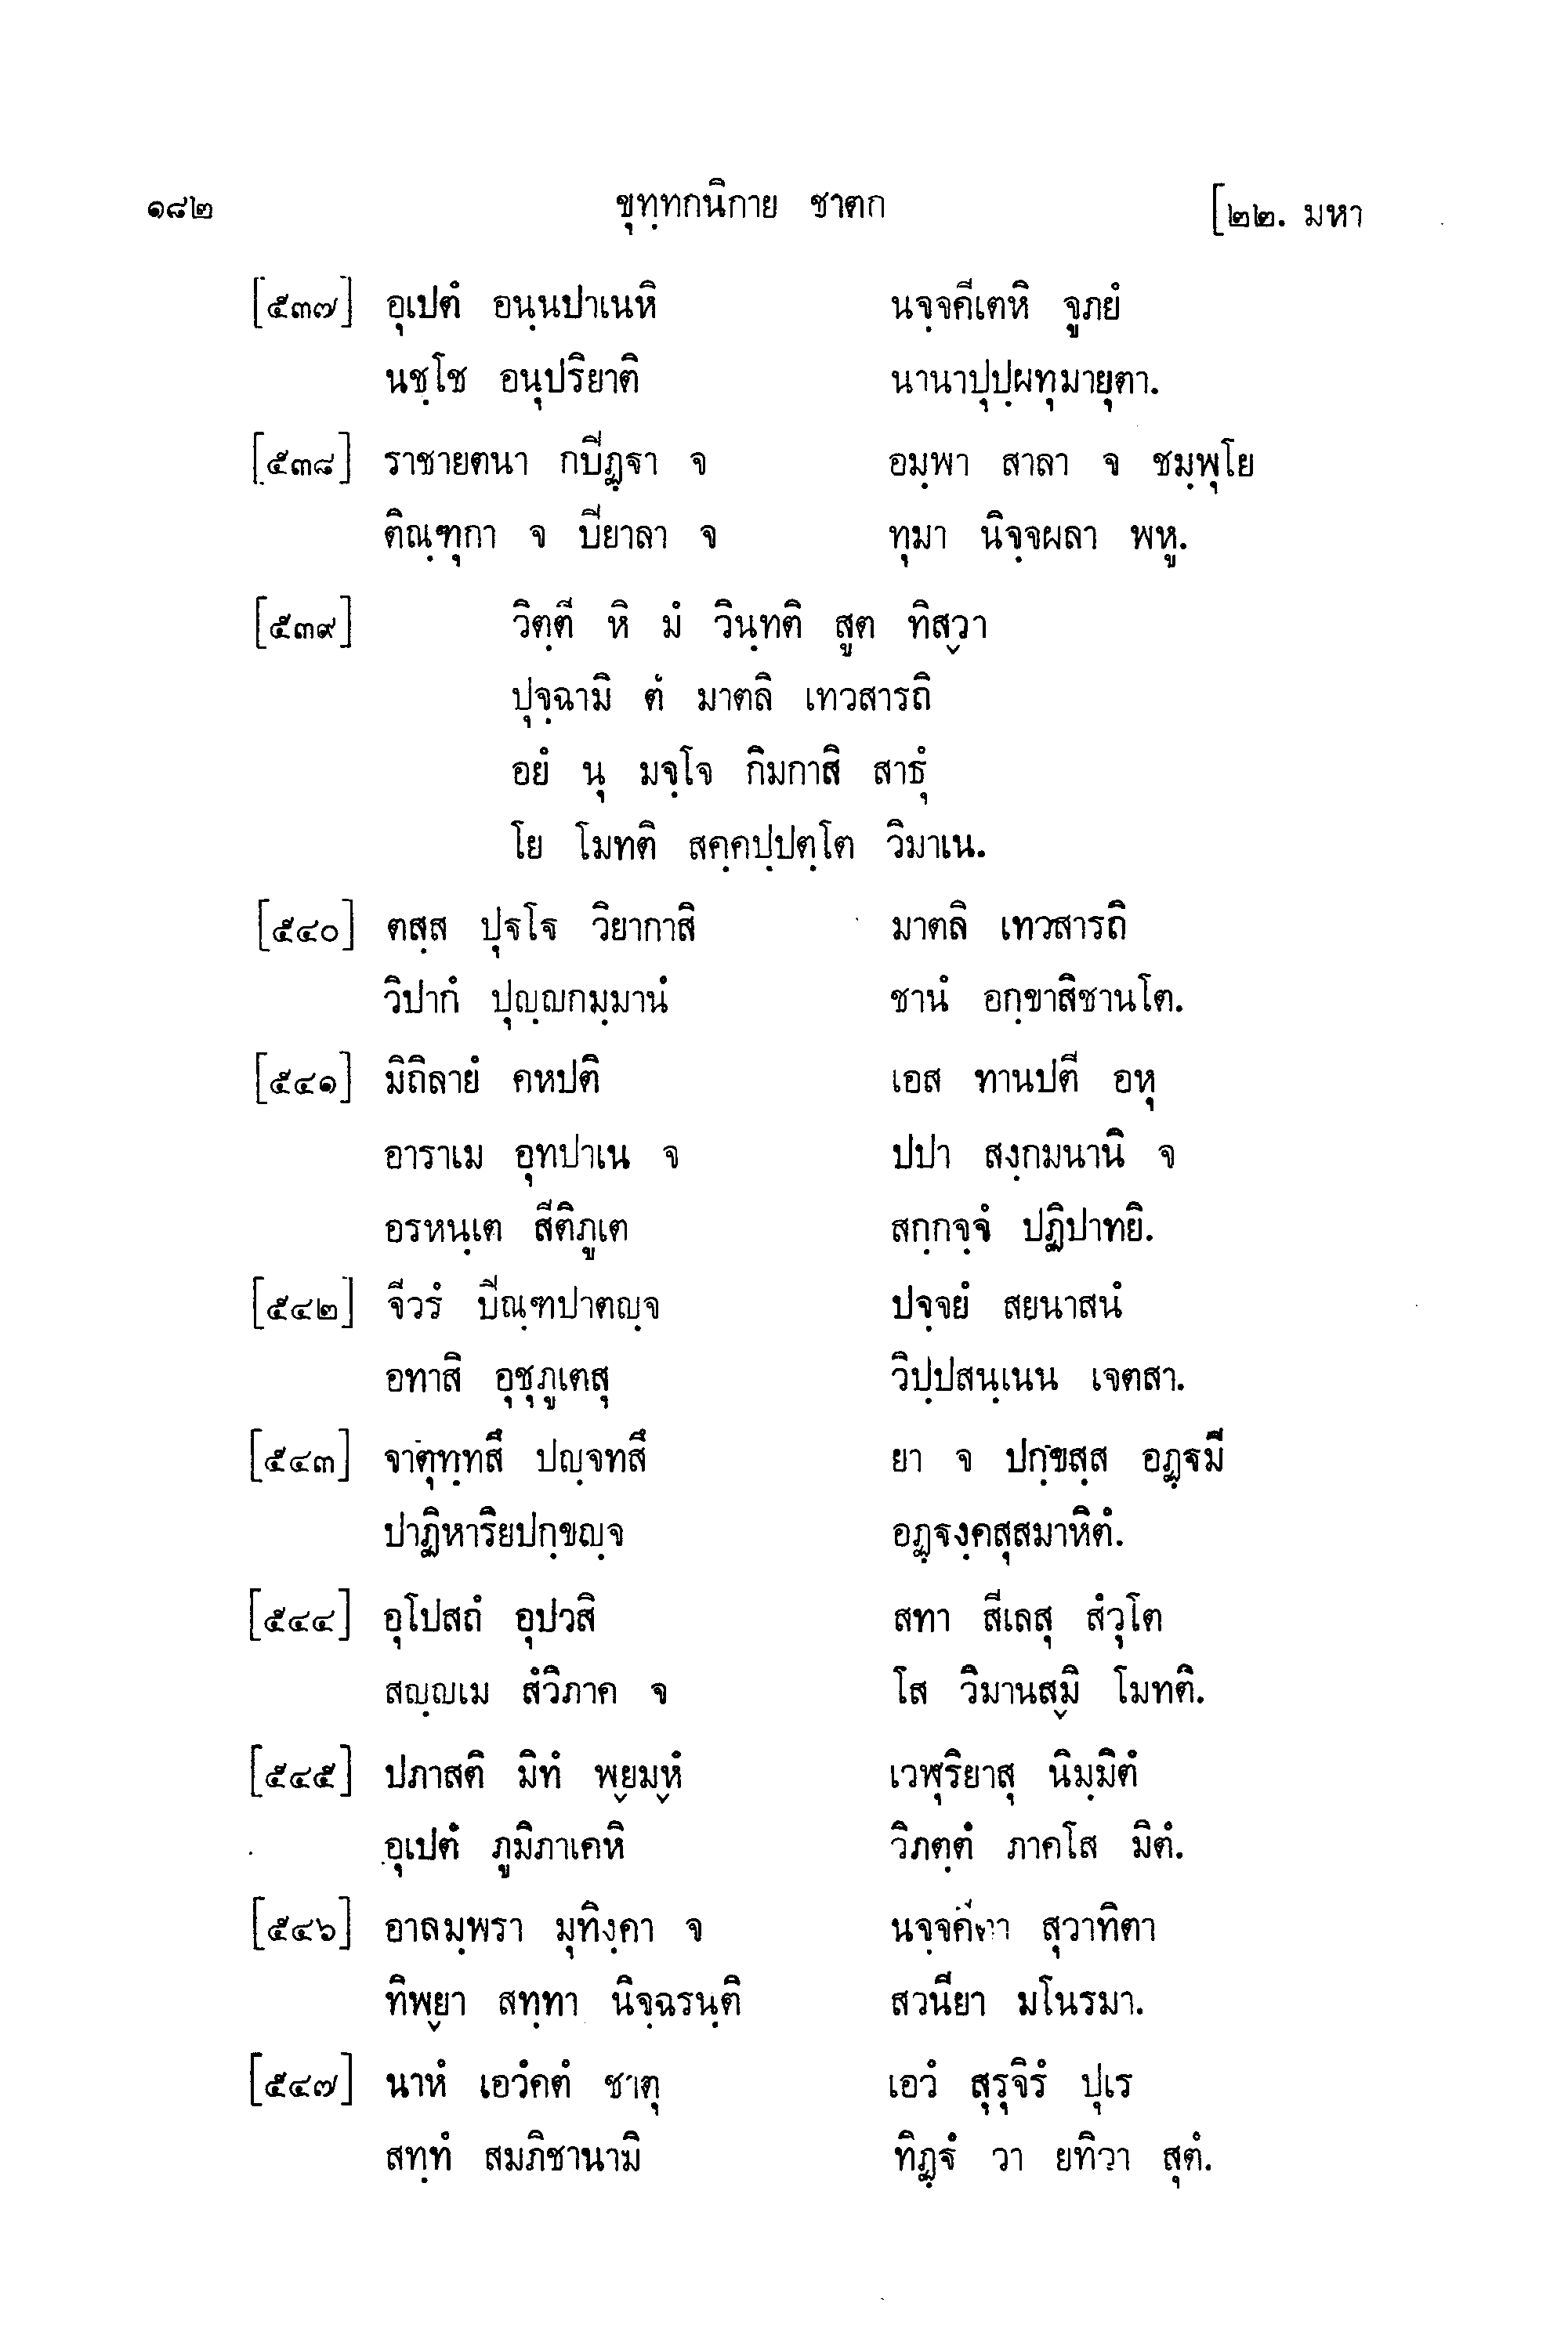 ๑๘๒ ขุทฺทกนิกาย ชาตก [๒๒. มหา
[๕๓๗] อุเปตํ อนฺนปาเนหิ นจฺจคีเตหิ จูภยํ
นชฺโช อนุปริยาติ นานาปุปฺผทุมายุตา.
[๕๓๘] ราชายตนา กปิฏฺฐา จ อมฺพา สาลา จ ชมฺพุโย
ติณฺฑุกา จ ปิยาลา จ ทุมา นิจฺจผลา พหู.
[๕๓๙] วิตฺตี หิ มํ วินฺทติ สูต ทิสฺวา
ปุจฺฉามิ ตํ มาตลิ เทวสารถิ
อยํ นุ มจฺโจ กิมกาสิ สาธุํ
โย โมทติ สคฺคปฺปตฺโต วิมาเน.
[๕๔๐] ตสฺส ปุฏฺโฐ วิยากาสิ มาตลิ เทวสารถิ
วิปากํ ปุญฺญกมฺมานํ ชานํ อกฺขาสิชานโต.
[๕๔๑] มิถิลายํ คหปติ เอส ทานปตี อหุ
อาราเม อุทปาเน จ ปปา สงฺกมนานิ จ
อรหนฺเต สีติภูเต สกฺกจฺจํ ปฏิปาทยิ.
[๕๔๒] จีวรํ ปิณฺฑปาตญฺจ ปจฺจยํ สยนาสนํ
อทาสิ อุชุภูเตสุ วิปฺปสนฺเนน เจตสา.
[๕๔๓] จาตุทฺทสึ ปญฺจทสึ ยา จ ปกฺขสฺส อฏฺฐมี
ปาฏิหาริยปกฺขญฺจ อฏฺฐงฺคสุสมาหิตํ.
[๕๔๔] อุโปสถํ อุปวสิ สทา สีเลสุ สํวุโต
สญฺญเม สํวิภาค จ โส วิมานสฺมิ โมทติ.
[๕๔๕] ปภาสติ มิทํ พฺยมฺหํ เวฬุริยาสุ นิมฺมิตํ
อุเปตํ ภูมิภาเคหิ วิภตฺตํ ภาคโส มิตํ.
[๕๔๖] อาลมฺพรา มุทิงฺคา จ นจฺจคีตา สุวาทิตา
ทิพฺยา สทฺทา นิจฺฉรนฺติ สวนียา มโนรมา.
[๕๔๗] นาหํ เอวํคตํ ชาตุ เอวํ สุรุจิรํ ปุเร
สทฺทํ สมภิชานามิ ทิฏฺฐํ วา ยทิวา สุตํ.